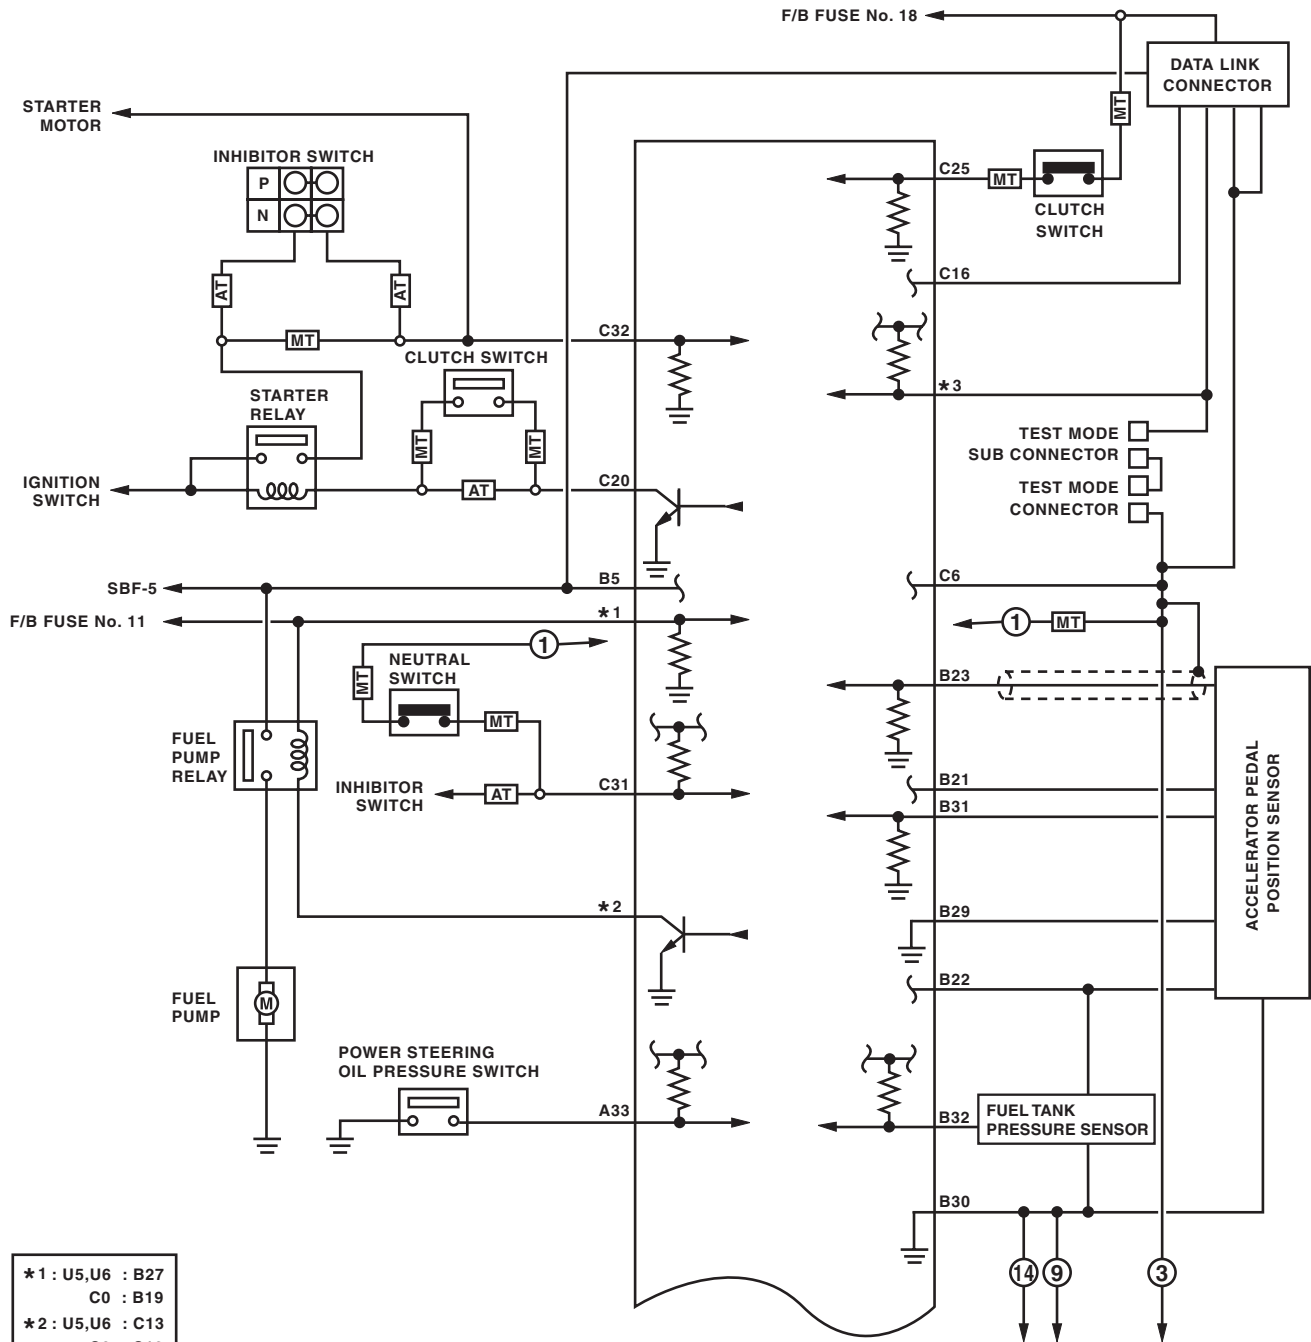 F/B FUSE No. 18
DATA LINK
CONNECTOR
STARTER
MOTOR
MT
INHIBITOR SWITCH
P
N
C25
MT
CLUTCH
SWITCH
AT
AT
C16
MT
C32
CLUTCH SWITCH
STARTER
RELAY
*3
MT
MT
TEST MODE
SUB CONNECTOR
TEST MODE
CONNECTOR
IGNITION
SWITCH
AT
C20
SBF-5
B5
C6
F/B FUSE No. 11
*1
1
MT
1
NEUTRAL
SWITCH
MT
MT
B23
FUEL
PUMP
RELAY
INHIBITOR
SWITCH
AT
C31
B21
B31
ACCELERATOR PEDAL
POSITION SENSOR
*2
B29
B22
FUEL
PUMP
M
POWER STEERING
OIL PRESSURE SWITCH
A33
B32
FUEL TANK
PRESSURE SENSOR
B30
14
9
3
*1 : U5,U6 : B27
C0 : B19
*2 : U5,U6 : C13